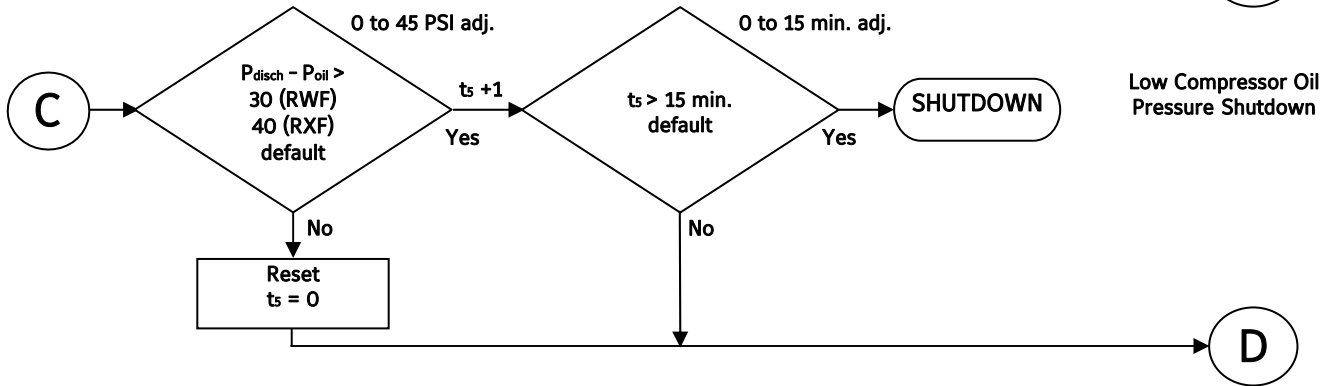 0 to 45 PSI adj.
0 to 15 min. adj.
C
Pdisch – Poil >
30 (RWF)
40 (RXF)
default
t5 +1
Yes
t5 > 15 min.
default
Yes
SHUTDOWN
Low Compressor Oil
Pressure Shutdown
No
No
Reset
t5 = 0
D